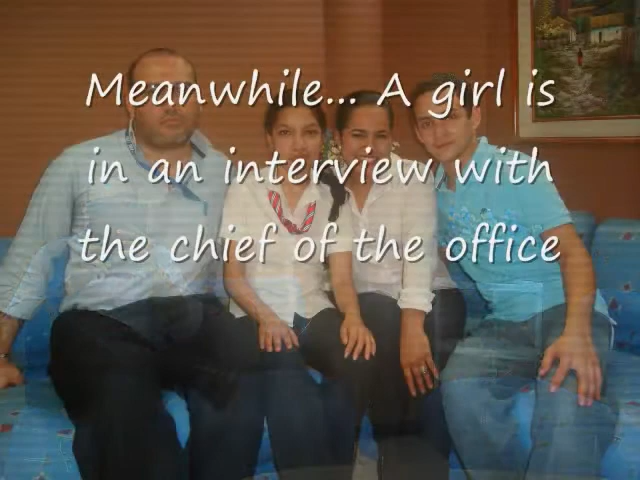 Meanwhile... A girl is
in an interview with
the chief of the office